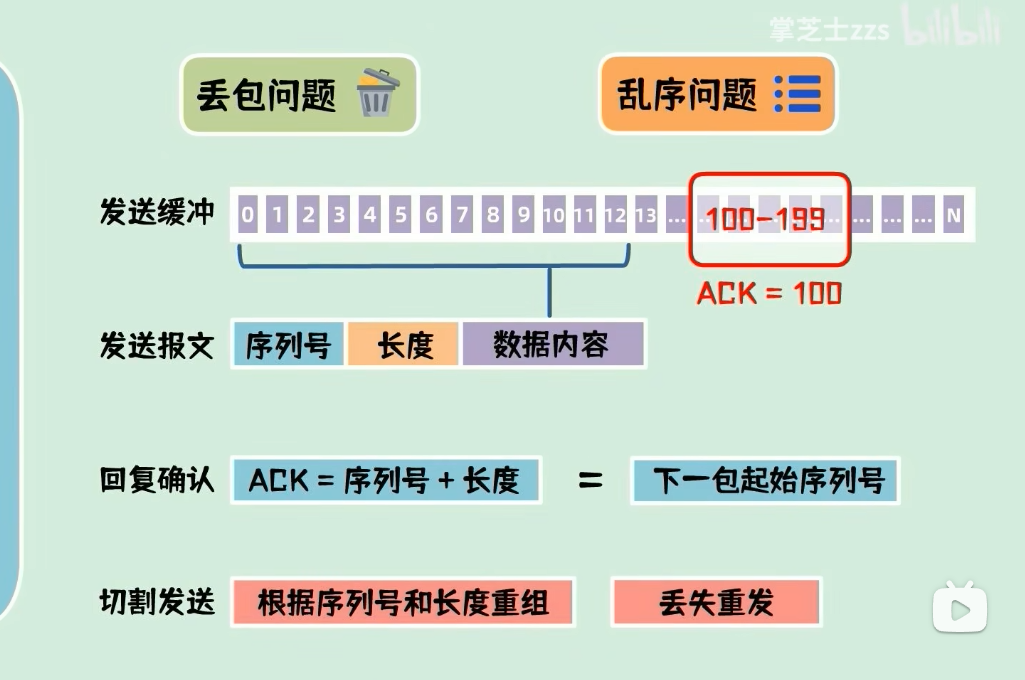 掌芝士zzs bilibili
丢包问题
乱序问题
发送缓冲 0 1 2 3 4 5 6 7 8 9 10 11 12 13 ... 100-199 ... ... ... N
ACK = 100
发送报文 序列号 长度 数据内容
回复确认 ACK = 序列号 + 长度 = 下一包起始序列号
切割发送 根据序列号和长度重组 丢失重发